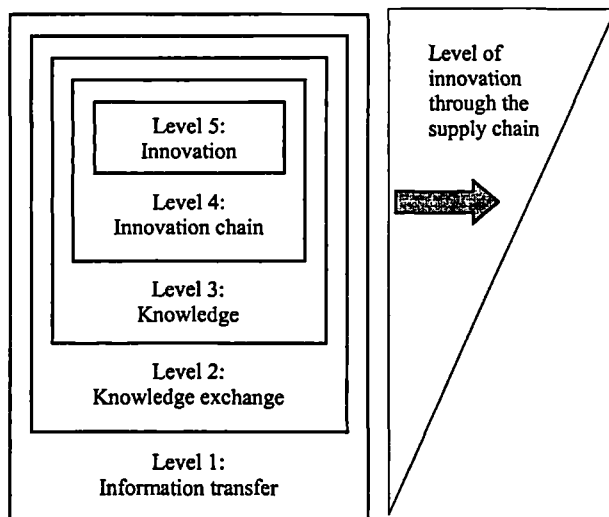 Level 5:
Innovation
Level 4:
Innovation chain
Level 3:
Knowledge
Level 2:
Knowledge exchange
Level 1:
Information transfer
Level of
innovation
through the
supply chain